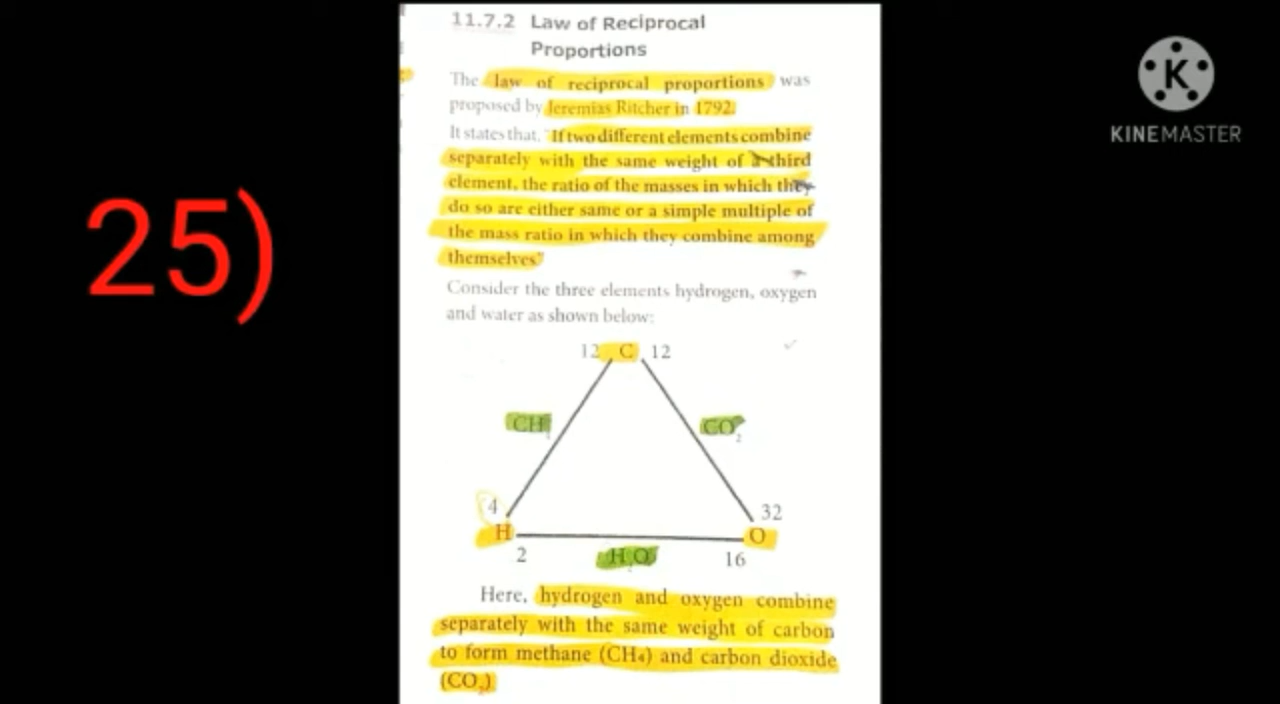 25)
KINEMASTER
11.7.2 Law of Reciprocal
Proportions
The law of reciprocal proportions was
proposed by Jeremias Ritcher in 1792.
It states that, "If two different elements combine
separately with the same weight of a third
element, the ratio of the masses in which they
do so are either same or a simple multiple of
the mass ratio in which they combine among
themselves"
Consider the three elements hydrogen, oxygen
and water as shown below:
12 C 12
CH₄ CO₂
4 32
H O
2 H₂O 16
Here, hydrogen and oxygen combine
separately with the same weight of carbon
to form methane (CH₄) and carbon dioxide
(CO₂)